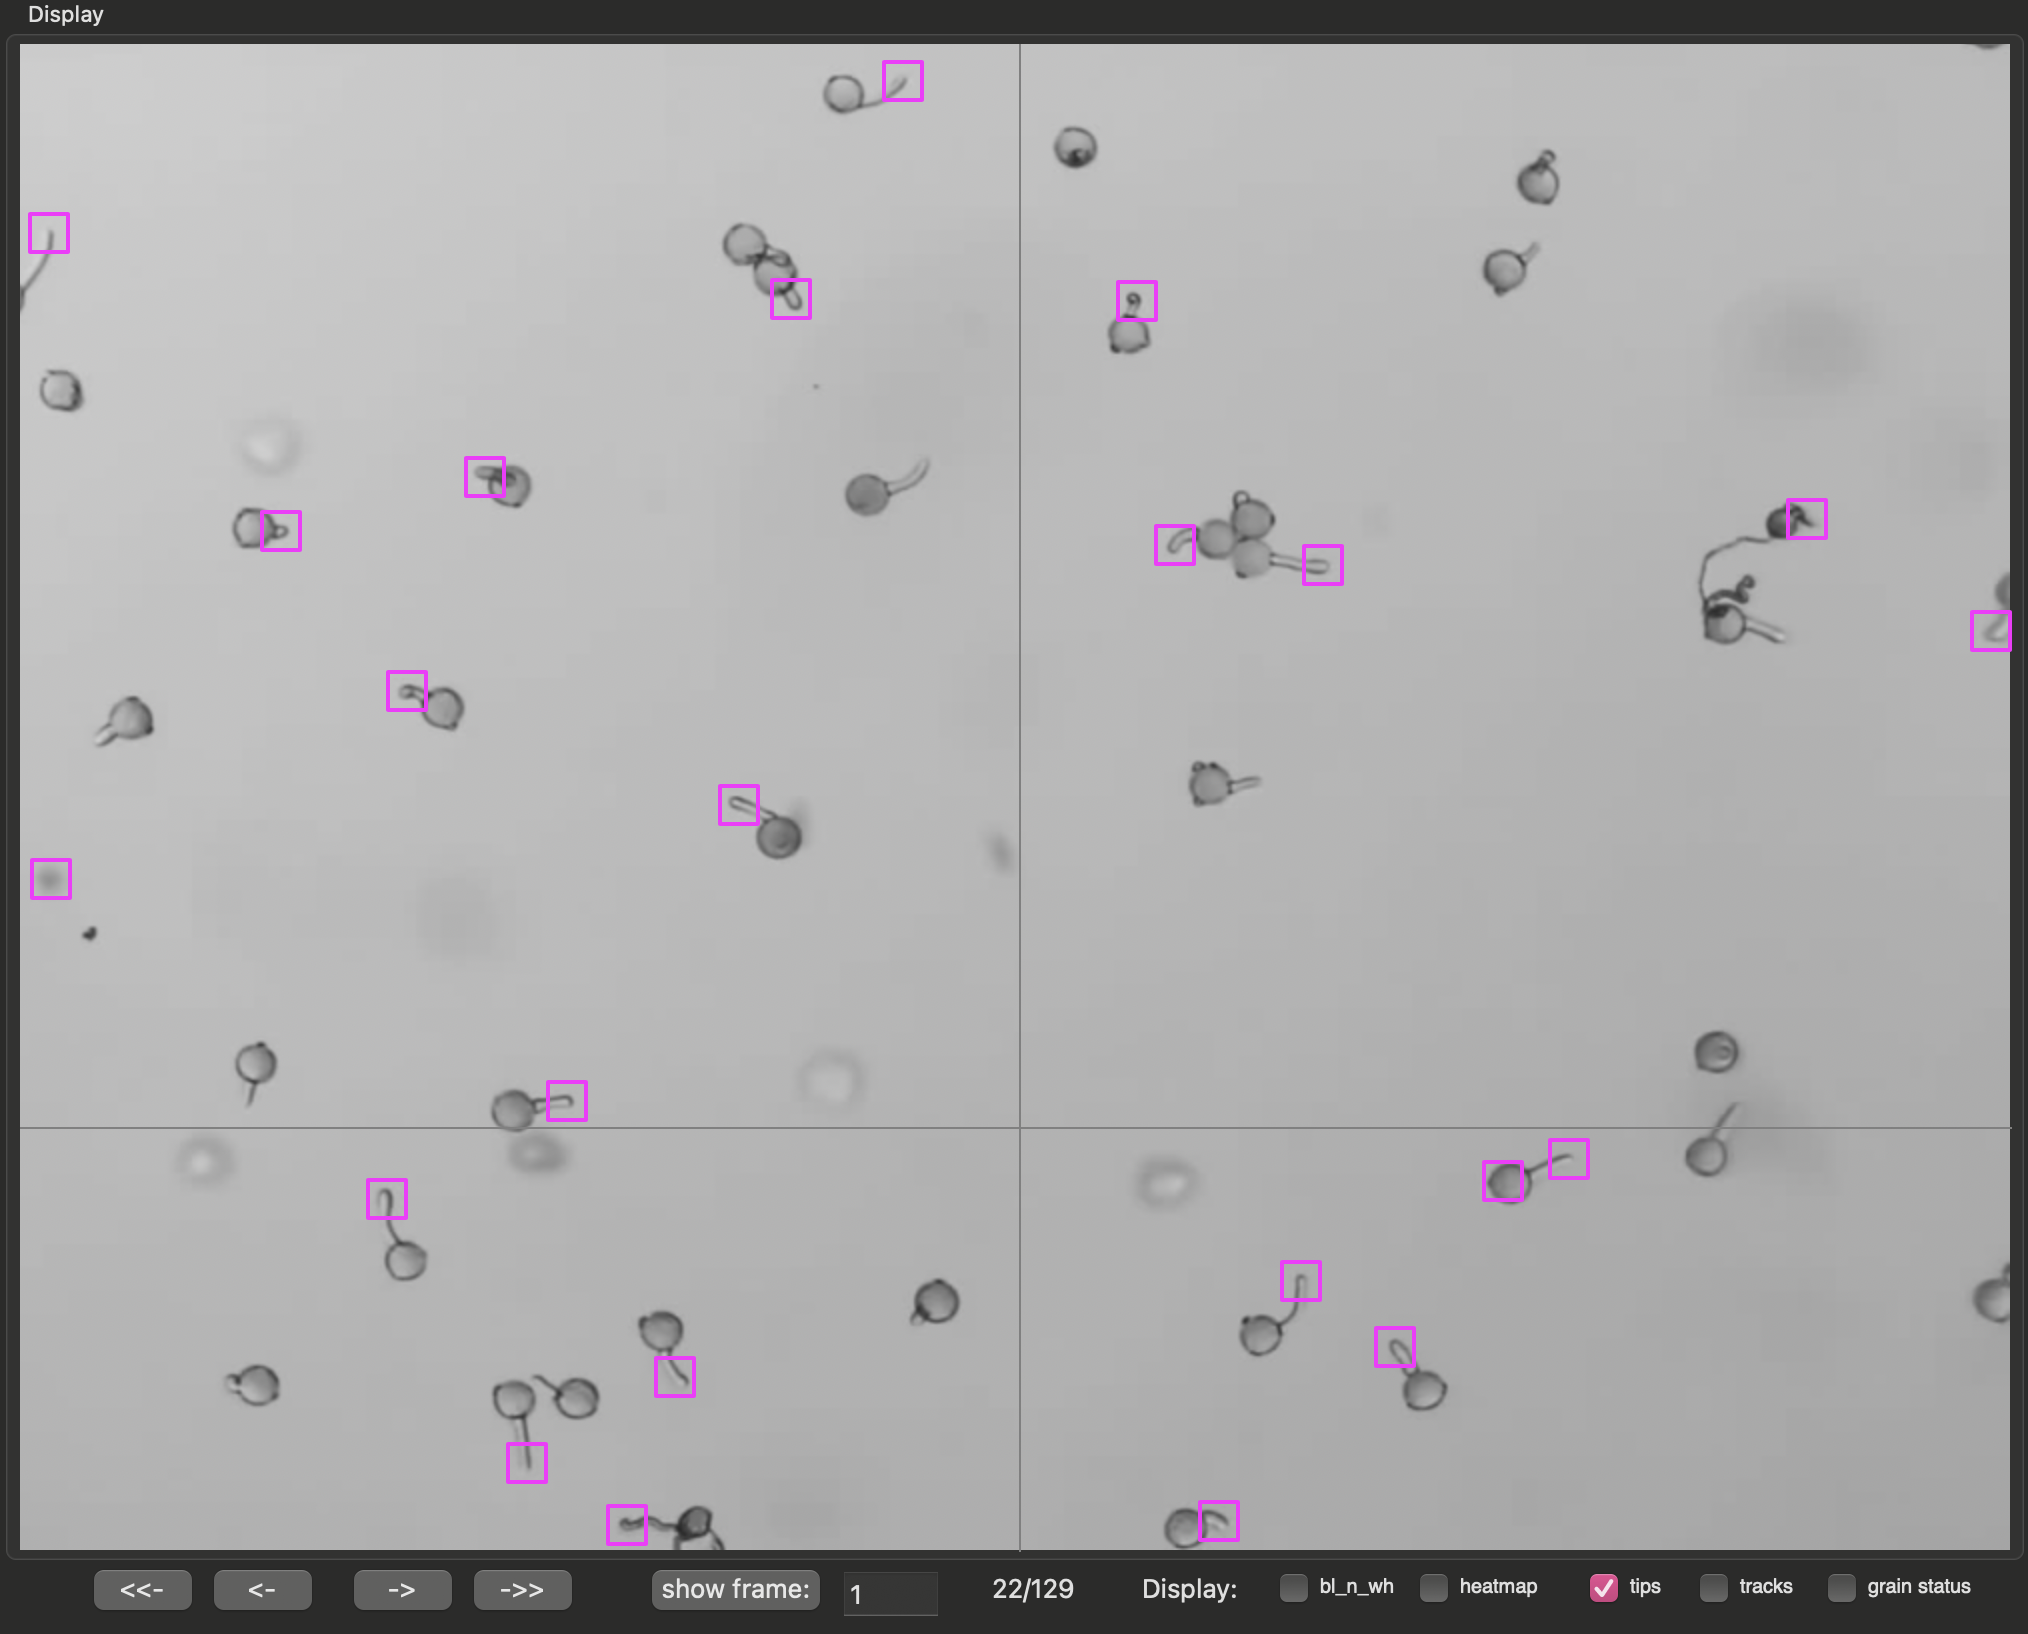 Display
<<- <- -> ->> show frame: 1 22/129 Display: bl_n_wh heatmap tips tracks grain status